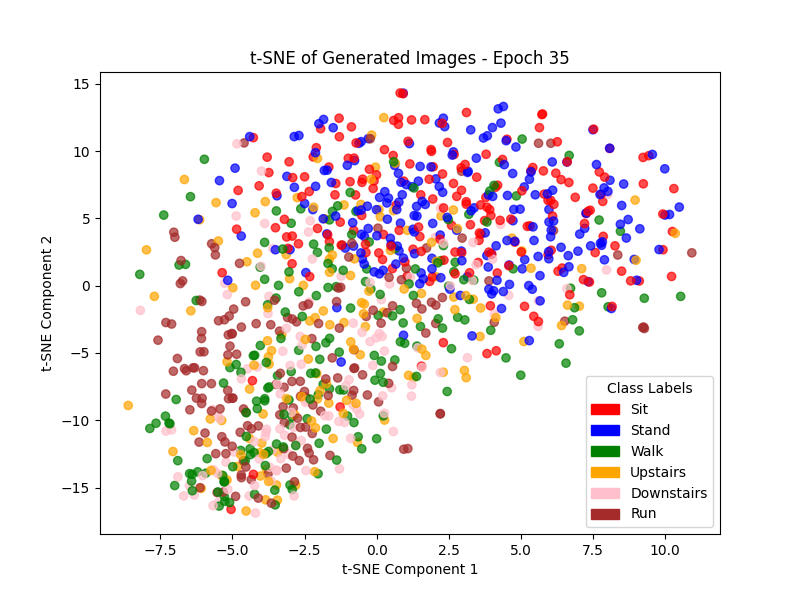 t-SNE of Generated Images - Epoch 35
t-SNE Component 2
15
10
5
0
−5
−10
−15
−7.5
−5.0
−2.5
0.0
2.5
5.0
7.5
10.0
t-SNE Component 1
Class Labels
Sit
Stand
Walk
Upstairs
Downstairs
Run